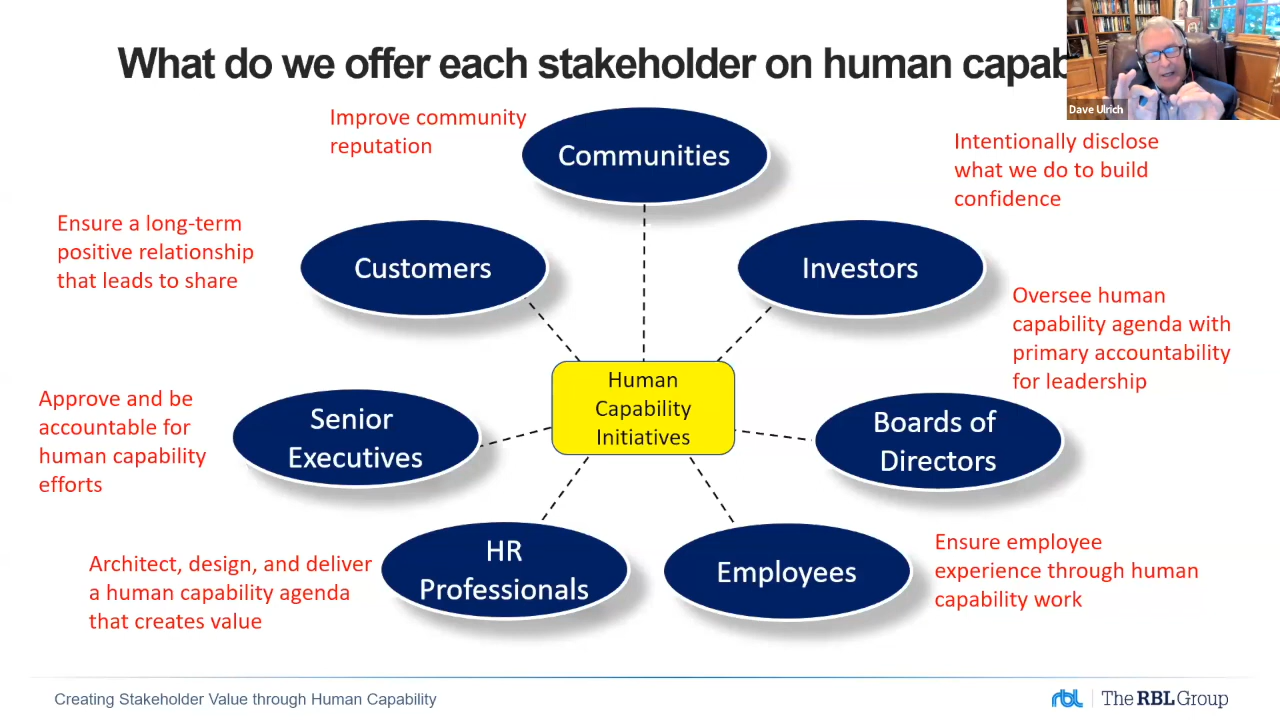 What do we offer each stakeholder on human capab
Dave Ulrich
Improve community
reputation
Communities
Intentionally disclose
what we do to build
confidence
Ensure a long-term
positive relationship
that leads to share
Customers
Investors
Oversee human
capability agenda with
primary accountability
for leadership
Human
Capability
Initiatives
Approve and be
accountable for
human capability
efforts
Senior
Executives
Boards of
Directors
Architect, design, and deliver
a human capability agenda
that creates value
HR
Professionals
Employees
Ensure employee
experience through human
capability work
Creating Stakeholder Value through Human Capability
rbl
The RBL Group